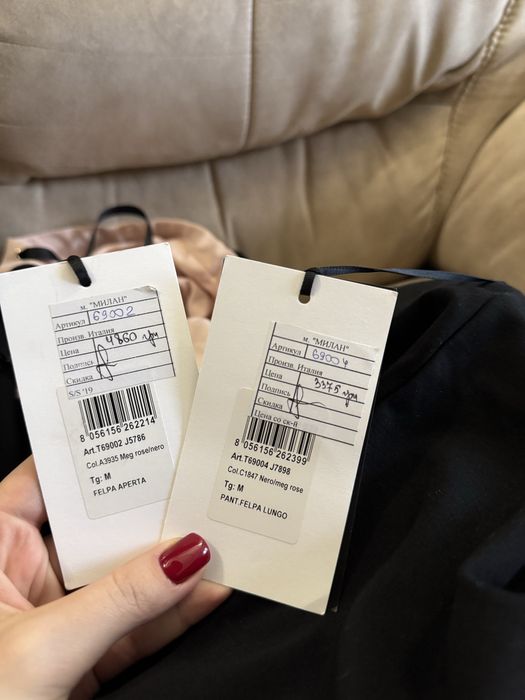 м. "МИЛАН"
Артикул 69002
Произв. Италия
Цена 4860 грн
Подпись
Скидка
S/S '19
8 056156 262214
Art.T69002 J5786
Col.A3935 Meg rose/nero
Tg: M
FELPA APERTA
м. "МИЛАН"
Артикул 69004
Произв. Италия
Цена 3375 грн
Подпись
Скидка
Цена со ск-й
8 056156 262399
Art.T69004 J7898
Col.C1847 Nero/meg rose
Tg: M
PANT.FELPA LUNGO